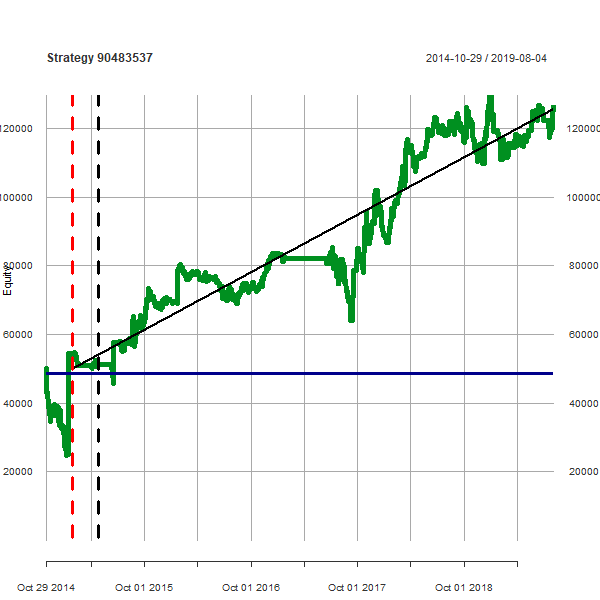 Strategy 90483537
2014-10-29 / 2019-08-04
120000
120000
100000
100000
80000
80000
Equity
60000
60000
40000
40000
20000
20000
Oct 29 2014
Oct 01 2015
Oct 01 2016
Oct 01 2017
Oct 01 2018